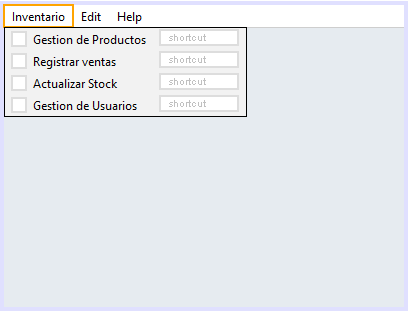 Inventario Edit Help
Gestion de Productos shortcut
Registrar ventas shortcut
Actualizar Stock shortcut
Gestion de Usuarios shortcut